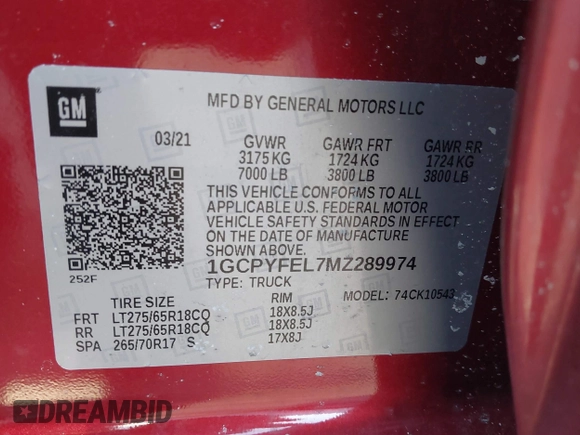 GM
MFD BY GENERAL MOTORS LLC
03/21 GVWR GAWR FRT GAWR RR
3175 KG 1724 KG 1724 KG
7000 LB 3800 LB 3800 LB
THIS VEHICLE CONFORMS TO ALL
APPLICABLE U.S. FEDERAL MOTOR
VEHICLE SAFETY STANDARDS IN EFFECT
ON THE DATE OF MANUFACTURE
SHOWN ABOVE.
252F 1GCPYFEL7MZ289974
TYPE: TRUCK MODEL: 74CK10543
TIRE SIZE RIM
FRT LT275/65R18CQ 18X8.5J
RR LT275/65R18CQ 18X8.5J
SPA 265/70R17 S 17X8J
DREAMBID